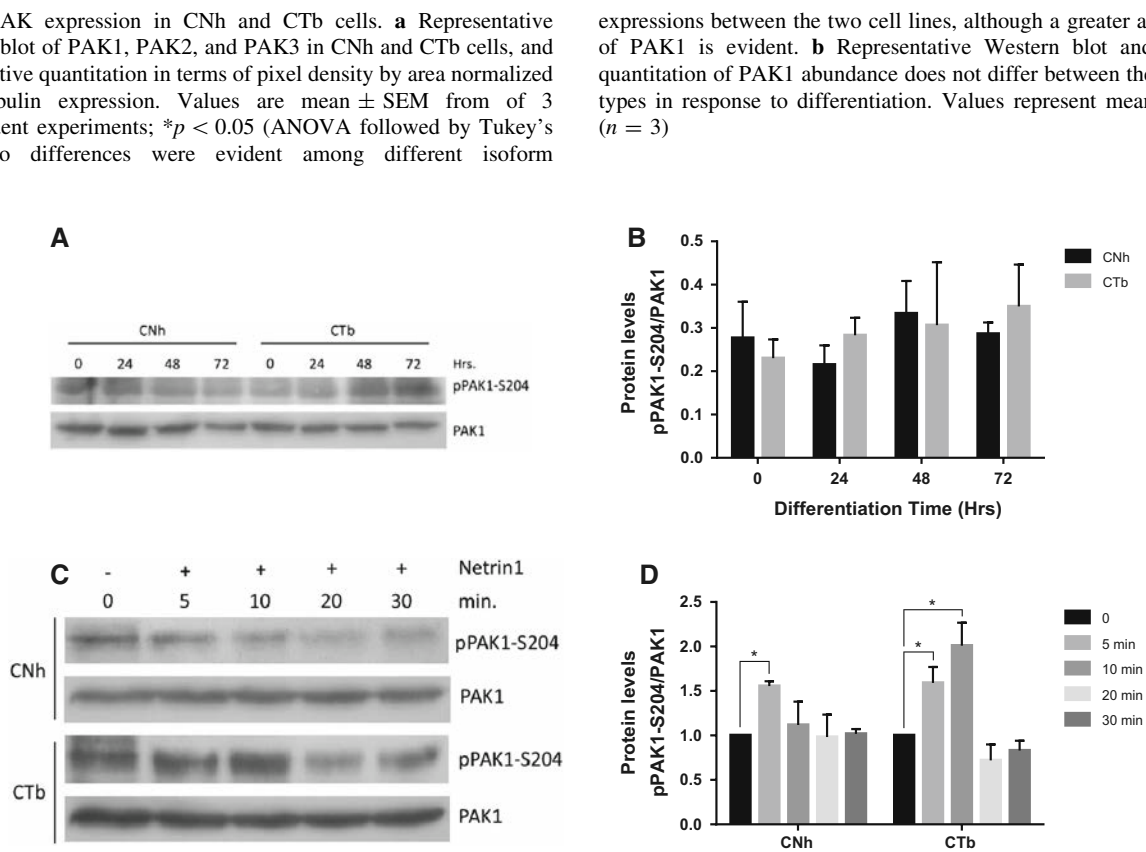 AK expression in CNh and CTb cells. a Representative
blot of PAK1, PAK2, and PAK3 in CNh and CTb cells, and
tive quantitation in terms of pixel density by area normalized
bulin expression. Values are mean ± SEM from of 3
ent experiments; *p < 0.05 (ANOVA followed by Tukey's
o differences were evident among different isoform
expressions between the two cell lines, although a greater a
of PAK1 is evident. b Representative Western blot and
quantitation of PAK1 abundance does not differ between the
types in response to differentiation. Values represent mean
(n = 3)
A
CNh CTb
0 24 48 72 0 24 48 72 Hrs.
pPAK1-S204
PAK1
B
Protein levels
pPAK1-S204/PAK1
0.5
0.4
0.3
0.2
0.1
0.0
0 24 48 72
Differentiation Time (Hrs)
CNh
CTb
C
- + + + + Netrin1
0 5 10 20 30 min.
CNh
pPAK1-S204
PAK1
CTb
pPAK1-S204
PAK1
D
Protein levels
pPAK1-S204/PAK1
2.5
2.0
1.5
1.0
0.5
0.0
*
*
*
CNh CTb
0
5 min
10 min
20 min
30 min